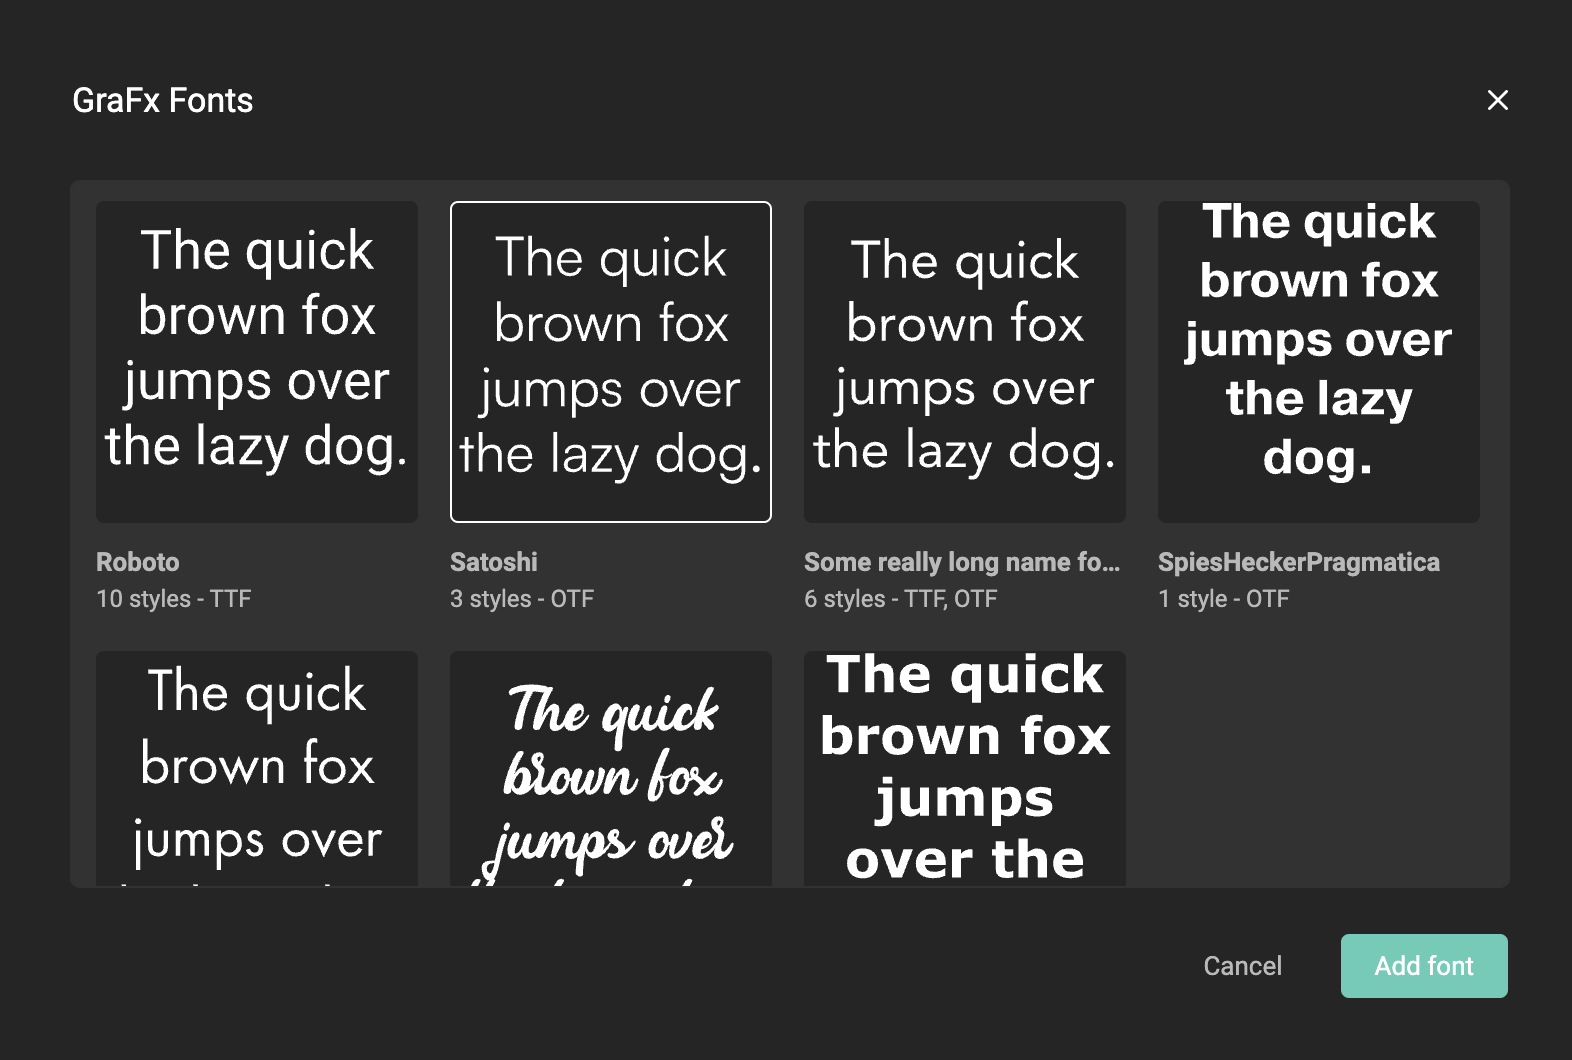 GraFx Fonts
The quick
brown fox
jumps over
the lazy dog.
Roboto
10 styles - TTF
The quick
brown fox
jumps over
the lazy dog.
Satoshi
3 styles - OTF
The quick
brown fox
jumps over
the lazy dog.
Some really long name fo...
6 styles - TTF, OTF
The quick
brown fox
jumps over
the lazy
dog.
SpiesHeckerPragmatica
1 style - OTF
The quick
brown fox
jumps over
The quick
brown fox
jumps over
The quick
brown fox
jumps
over the
Cancel
Add font